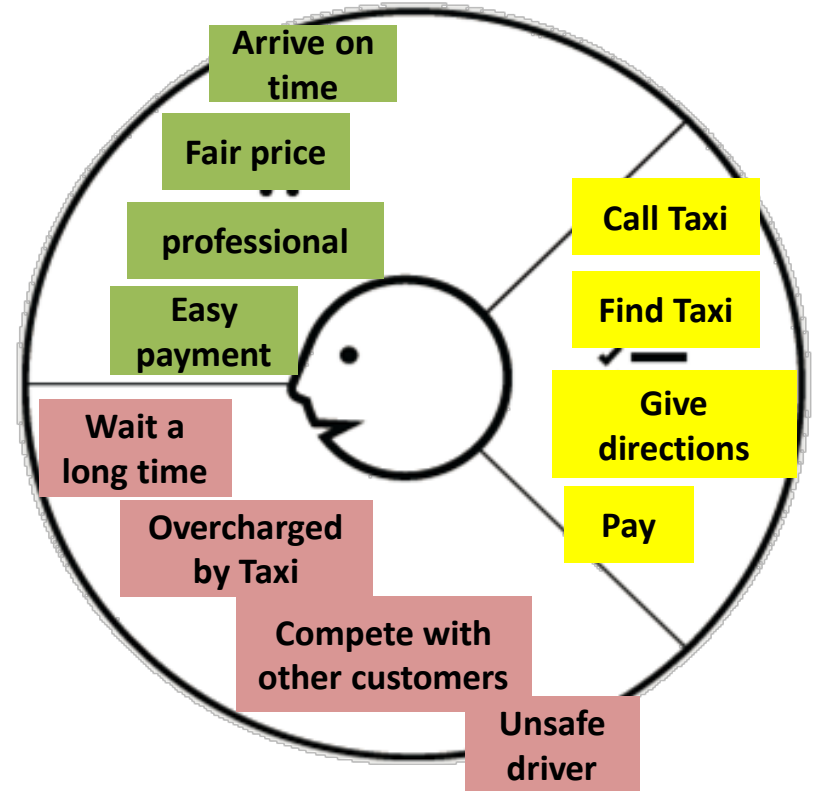 Arrive on
time
Fair price
professional
Easy
payment
Call Taxi
Find Taxi
Give
directions
Pay
Wait a
long time
Overcharged
by Taxi
Compete with
other customers
Unsafe
driver